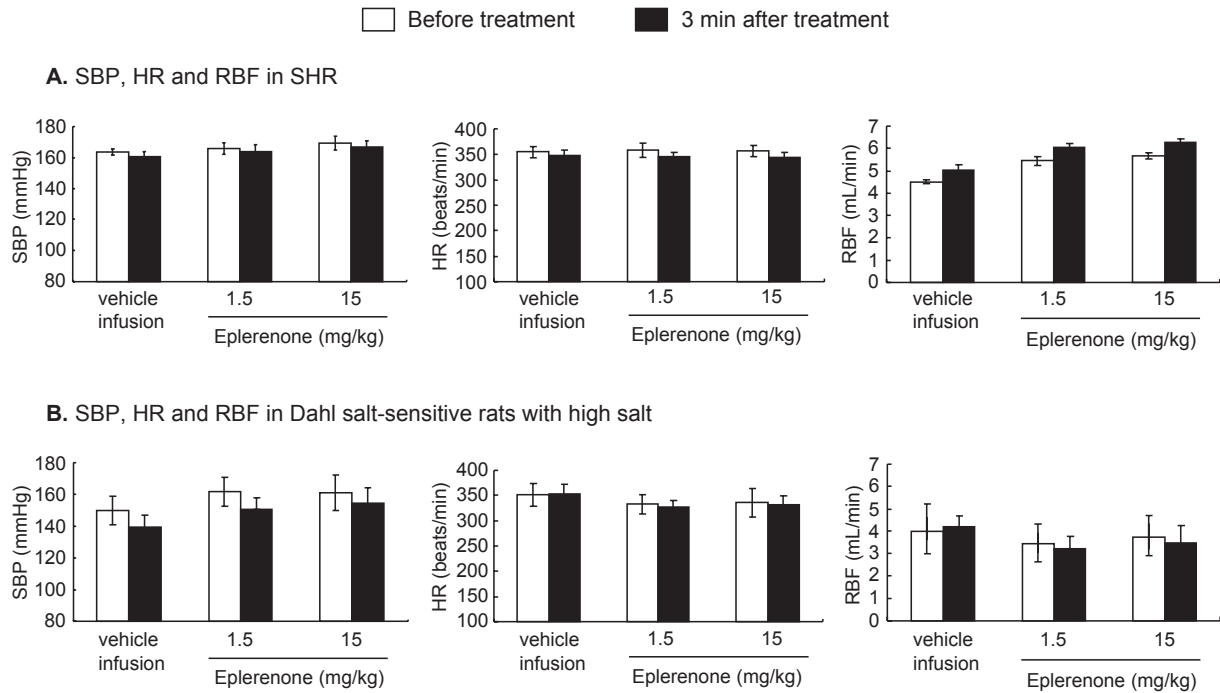 Before treatment
3 min after treatment
A. SBP, HR and RBF in SHR
SBP (mmHg)
180
160
140
120
100
80
vehicle
infusion
1.5
15
Eplerenone (mg/kg)
HR (beats/min)
400
350
300
250
200
150
100
vehicle
infusion
1.5
15
Eplerenone (mg/kg)
RBF (mL/min)
7
6
5
4
3
2
1
0
vehicle
infusion
1.5
15
Eplerenone (mg/kg)
B. SBP, HR and RBF in Dahl salt-sensitive rats with high salt
SBP (mmHg)
180
160
140
120
100
80
vehicle
infusion
1.5
15
Eplerenone (mg/kg)
HR (beats/min)
400
350
300
250
200
150
100
vehicle
infusion
1.5
15
Eplerenone (mg/kg)
RBF (mL/min)
7
6
5
4
3
2
1
0
vehicle
infusion
1.5
15
Eplerenone (mg/kg)